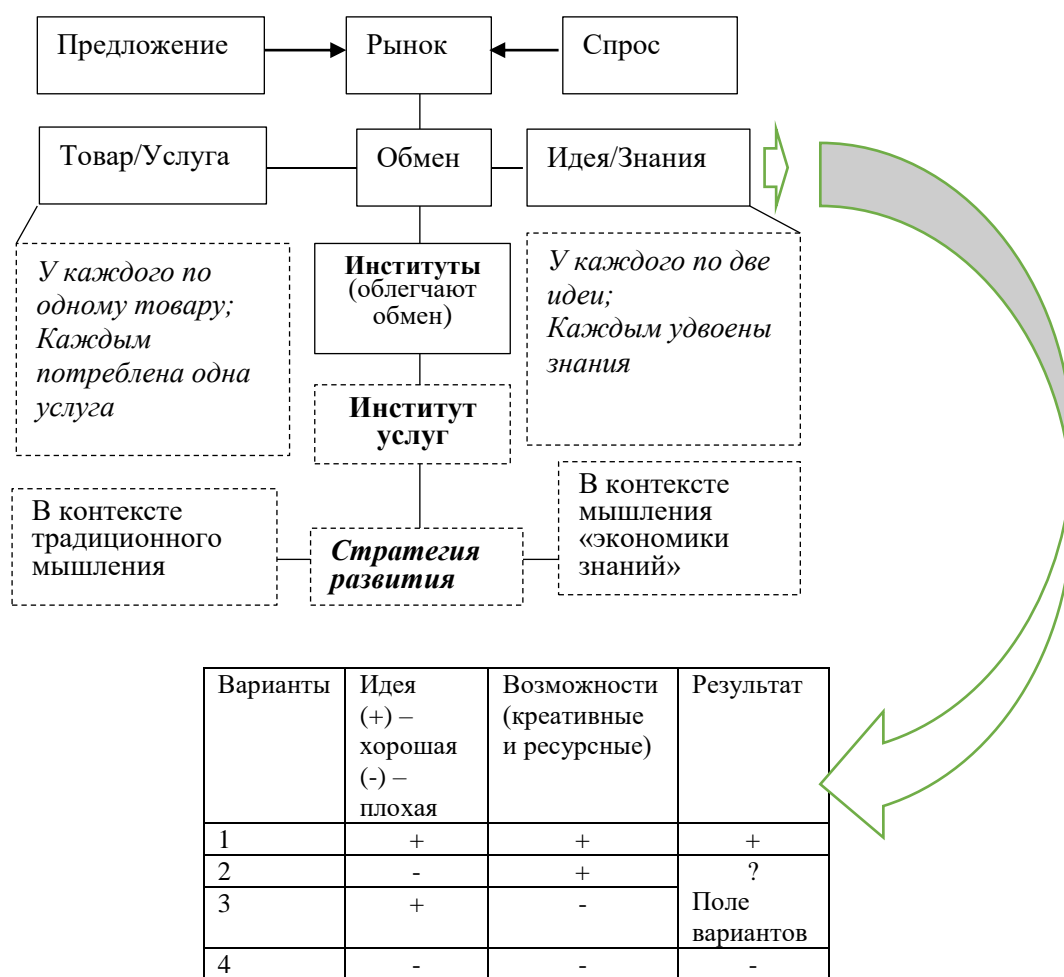 Предложение
Рынок
Спрос
Товар/Услуга
Обмен
Идея/Знания
У каждого по
одному товару;
Каждым
потреблена одна
услуга
Институты
(облегчают
обмен)
У каждого по две
идеи;
Каждым удвоены
знания
Институт
услуг
В контексте
традиционного
мышления
Стратегия
развития
В контексте
мышления
«экономики
знаний»
Варианты
Идея
(+) –
хорошая
(-) –
плохая
Возможности
(креативные
и ресурсные)
Результат
1 + + +
2 - + ?
3 + - Поле
вариантов
4 - - -